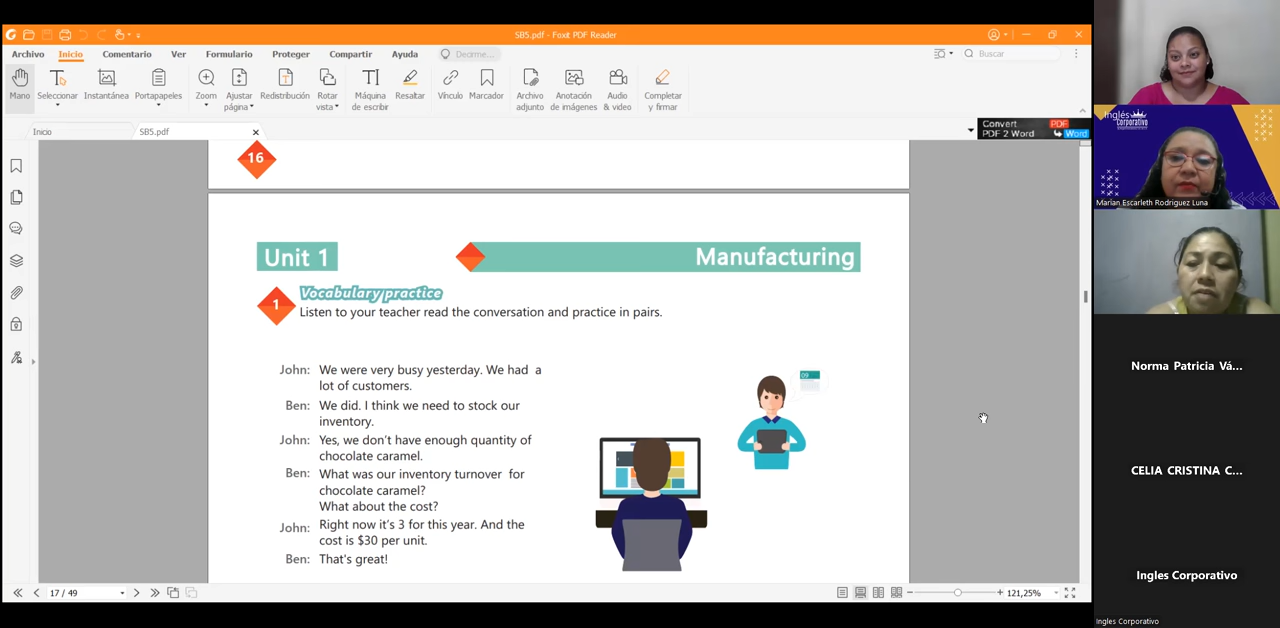 SB5.pdf - Foxit PDF Reader
Archivo Inicio Comentario Ver Formulario Proteger Compartir Ayuda Decirme... Buscar
Mano Seleccionar Instantánea Portapapeles Zoom Ajustar página Redistribución Rotar vista Máquina de escribir Resaltar Vínculo Marcador Archivo adjunto Anotación de imágenes Audio & video Completar y firmar
Inicio SB5.pdf
Convert PDF
PDF 2 Word Word
16
Unit 1
Manufacturing
1
Vocabulary practice
Listen to your teacher read the conversation and practice in pairs.
John: We were very busy yesterday. We had a
lot of customers.
Ben: We did. I think we need to stock our
inventory.
John: Yes, we don't have enough quantity of
chocolate caramel.
Ben: What was our inventory turnover for
chocolate caramel?
What about the cost?
John: Right now it's 3 for this year. And the
cost is $30 per unit.
Ben: That's great!
09
17 / 49
121,25%
Inglés
Corporativo
Marian Escarleth Rodriguez Luna
Norma Patricia Vá...
CELIA CRISTINA C...
Ingles Corporativo
Ingles Corporativo